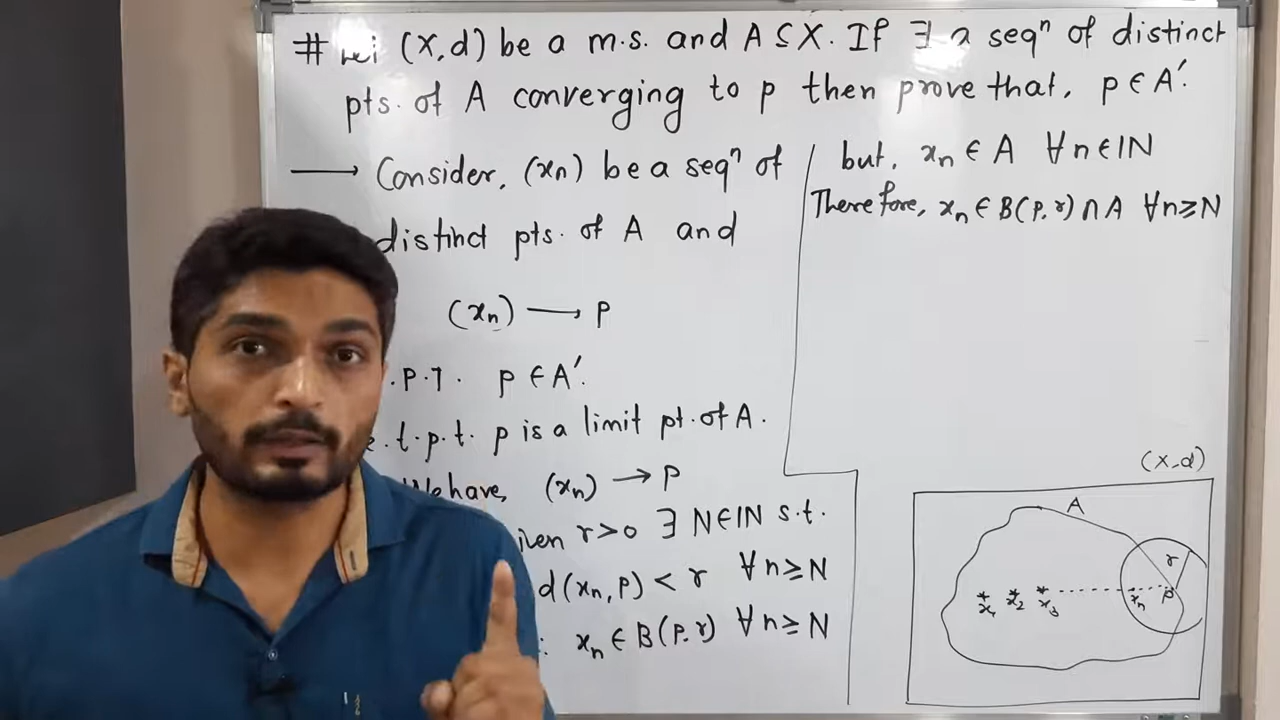 # Let (X,d) be a m.s. and A ⊆ X. If ∃ a seqⁿ of distinct
pts. of A converging to p then prove that, p ∈ A′.
⟶ Consider, (xₙ) be a seqⁿ of
distinct pts. of A and
(xₙ) ⟶ p
.P.T. p ∈ A′.
e. t.p.t. p is a limit pt. of A.
We have, (xₙ) → p
iven r>0 ∃ N∈ℕ s.t.
d(xₙ, p) < r ∀ n ≥ N
∴ xₙ ∈ B(p, r) ∀ n ≥ N
but, xₙ ∈ A ∀ n ∈ ℕ
Therefore, xₙ ∈ B(p, r) ∩ A ∀ n ≥ N
(X,d)
A
r
x₁ x₂ x₃ xₙ p